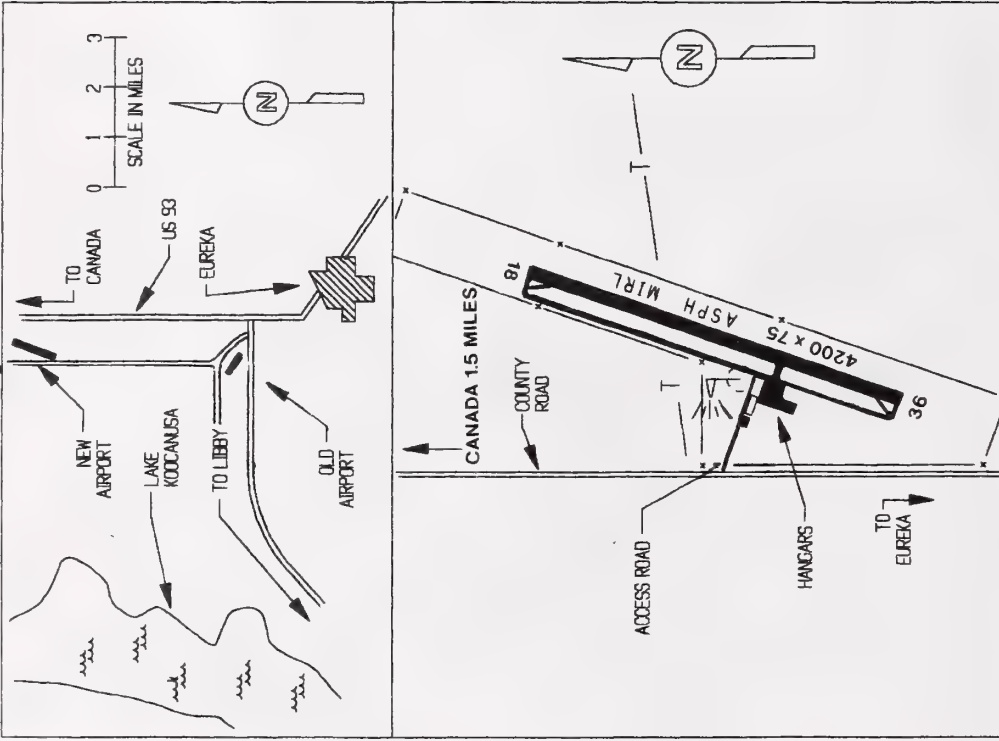 0 1 2 3
SCALE IN MILES
N
TO
CANADA
US 93
EUREKA
NEW
AIRPORT
LAKE
KOOCANUSA
TO LIBBY
OLD
AIRPORT
N
T
18
ASPH MIRL
4200 x 75
36
CANADA 1.5 MILES
COUNTY
ROAD
T
ACCESS ROAD
HANGARS
TO
EUREKA